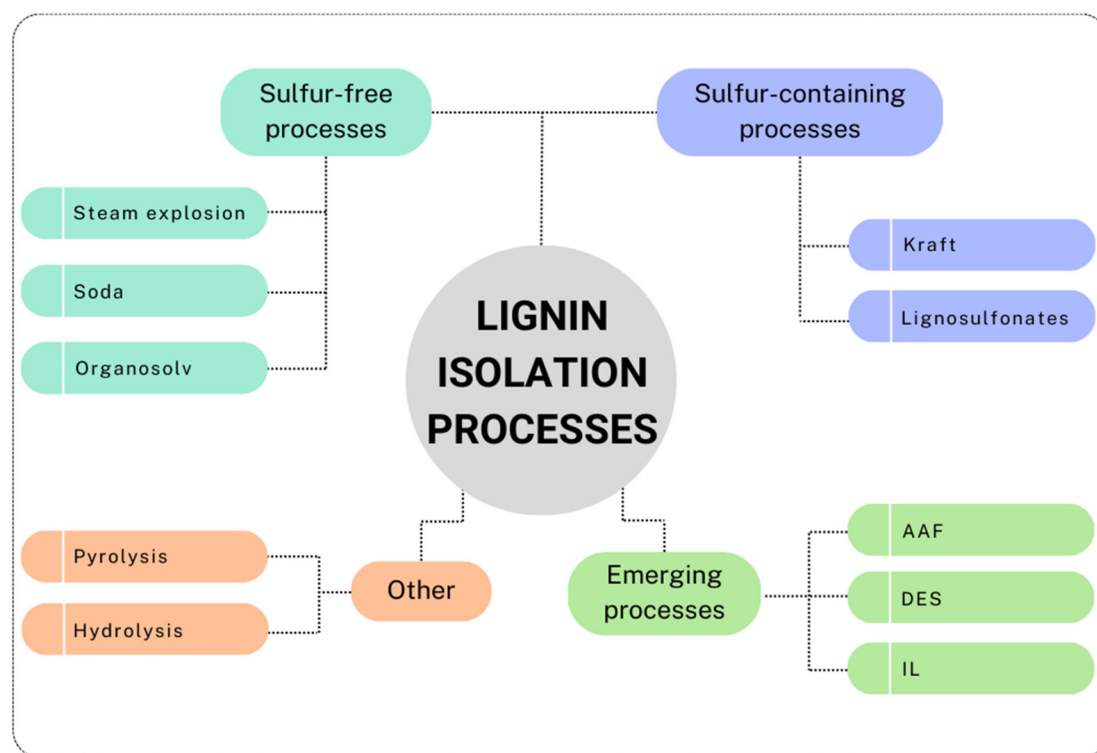 Sulfur-free
processes
Sulfur-containing
processes
Steam explosion
Soda
Organosolv
Kraft
Lignosulfonates
LIGNIN
ISOLATION
PROCESSES
Pyrolysis
Hydrolysis
Other
Emerging
processes
AAF
DES
IL